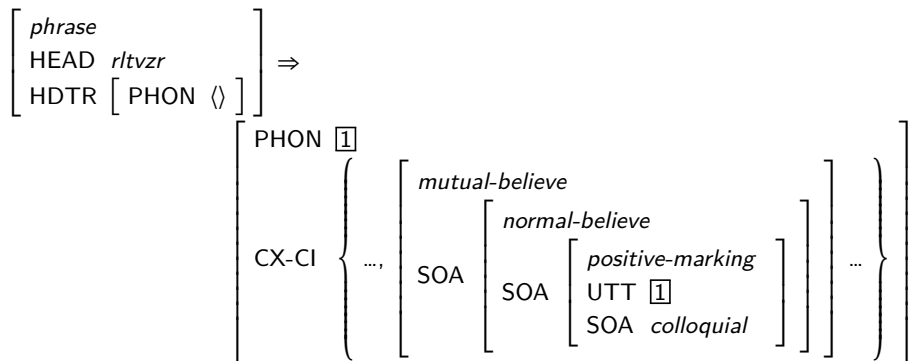 phrase
HEAD rltvzr ⇒
HDTR [ PHON ⟨⟩ ]
PHON 1
mutual-believe
normal-believe
positive-marking
CX-CI { …, SOA SOA UTT 1 … }
SOA colloquial